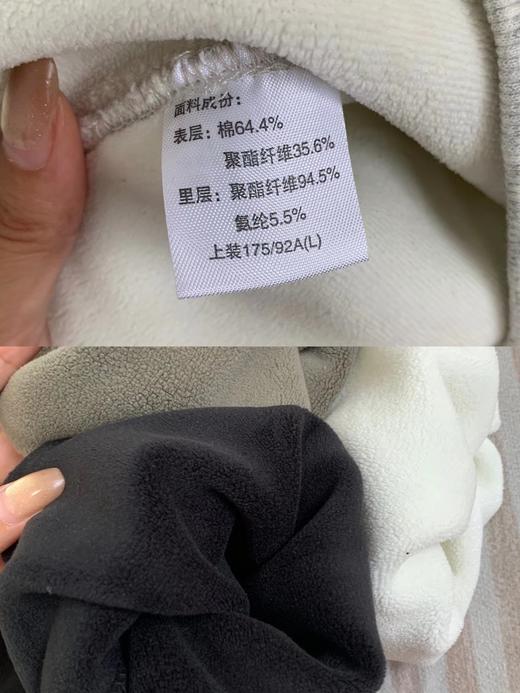 面料成份：
表层：棉64.4%
聚酯纤维35.6%
里层：聚酯纤维94.5%
氨纶5.5%
上装175/92A(L)